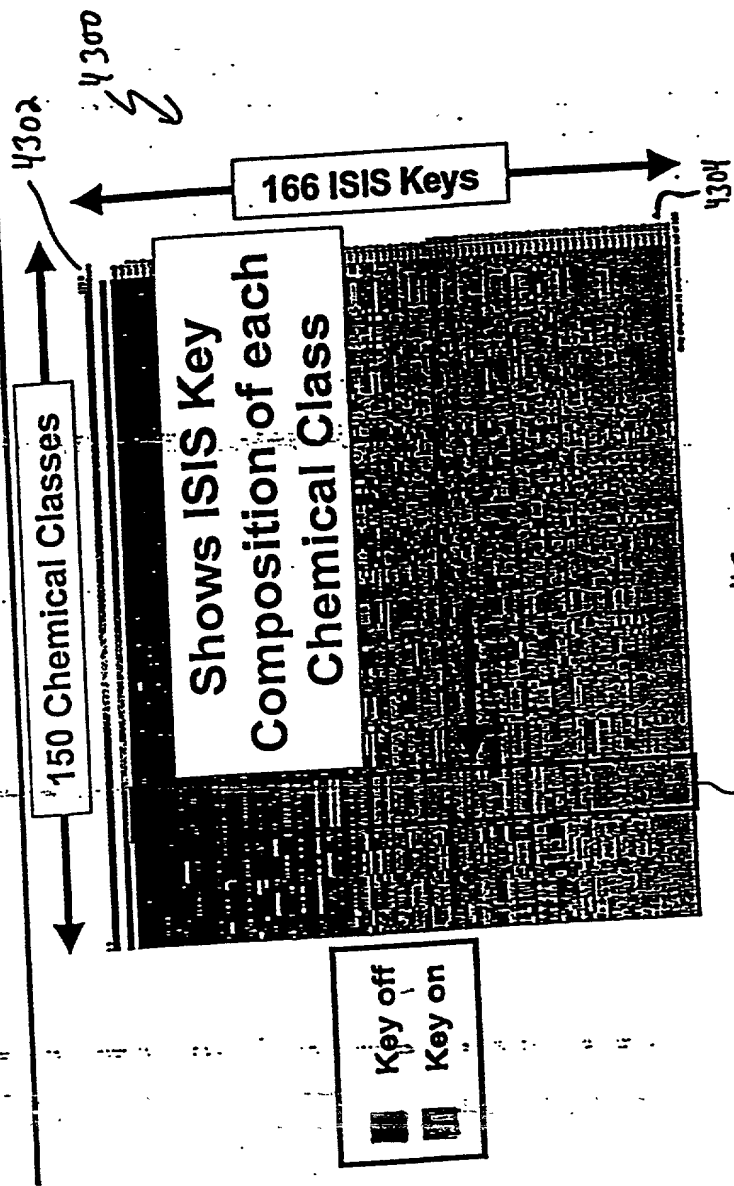 4302
4300
150 Chemical Classes
166 ISIS Keys
Shows ISIS Key
Composition of each
Chemical Class
4304
Key off
Key on